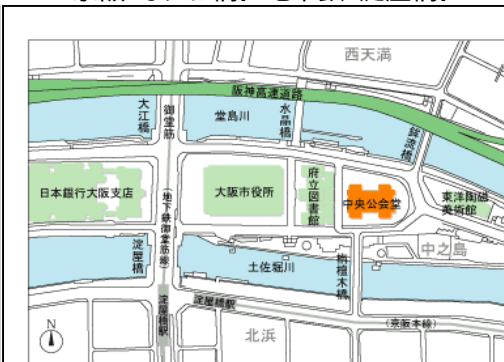 西天満
阪神高速道路
大江橋
御堂筋
堂島川
水晶橋
鉾流橋
日本銀行大阪支店
大阪市役所
府立図書館
中央公会堂
東洋陶磁
美術館
(地下鉄御堂筋線)
中之島
淀屋橋
土佐堀川
栴檀木橋
淀屋橋駅
淀屋橋駅
(京阪本線)
北浜
N